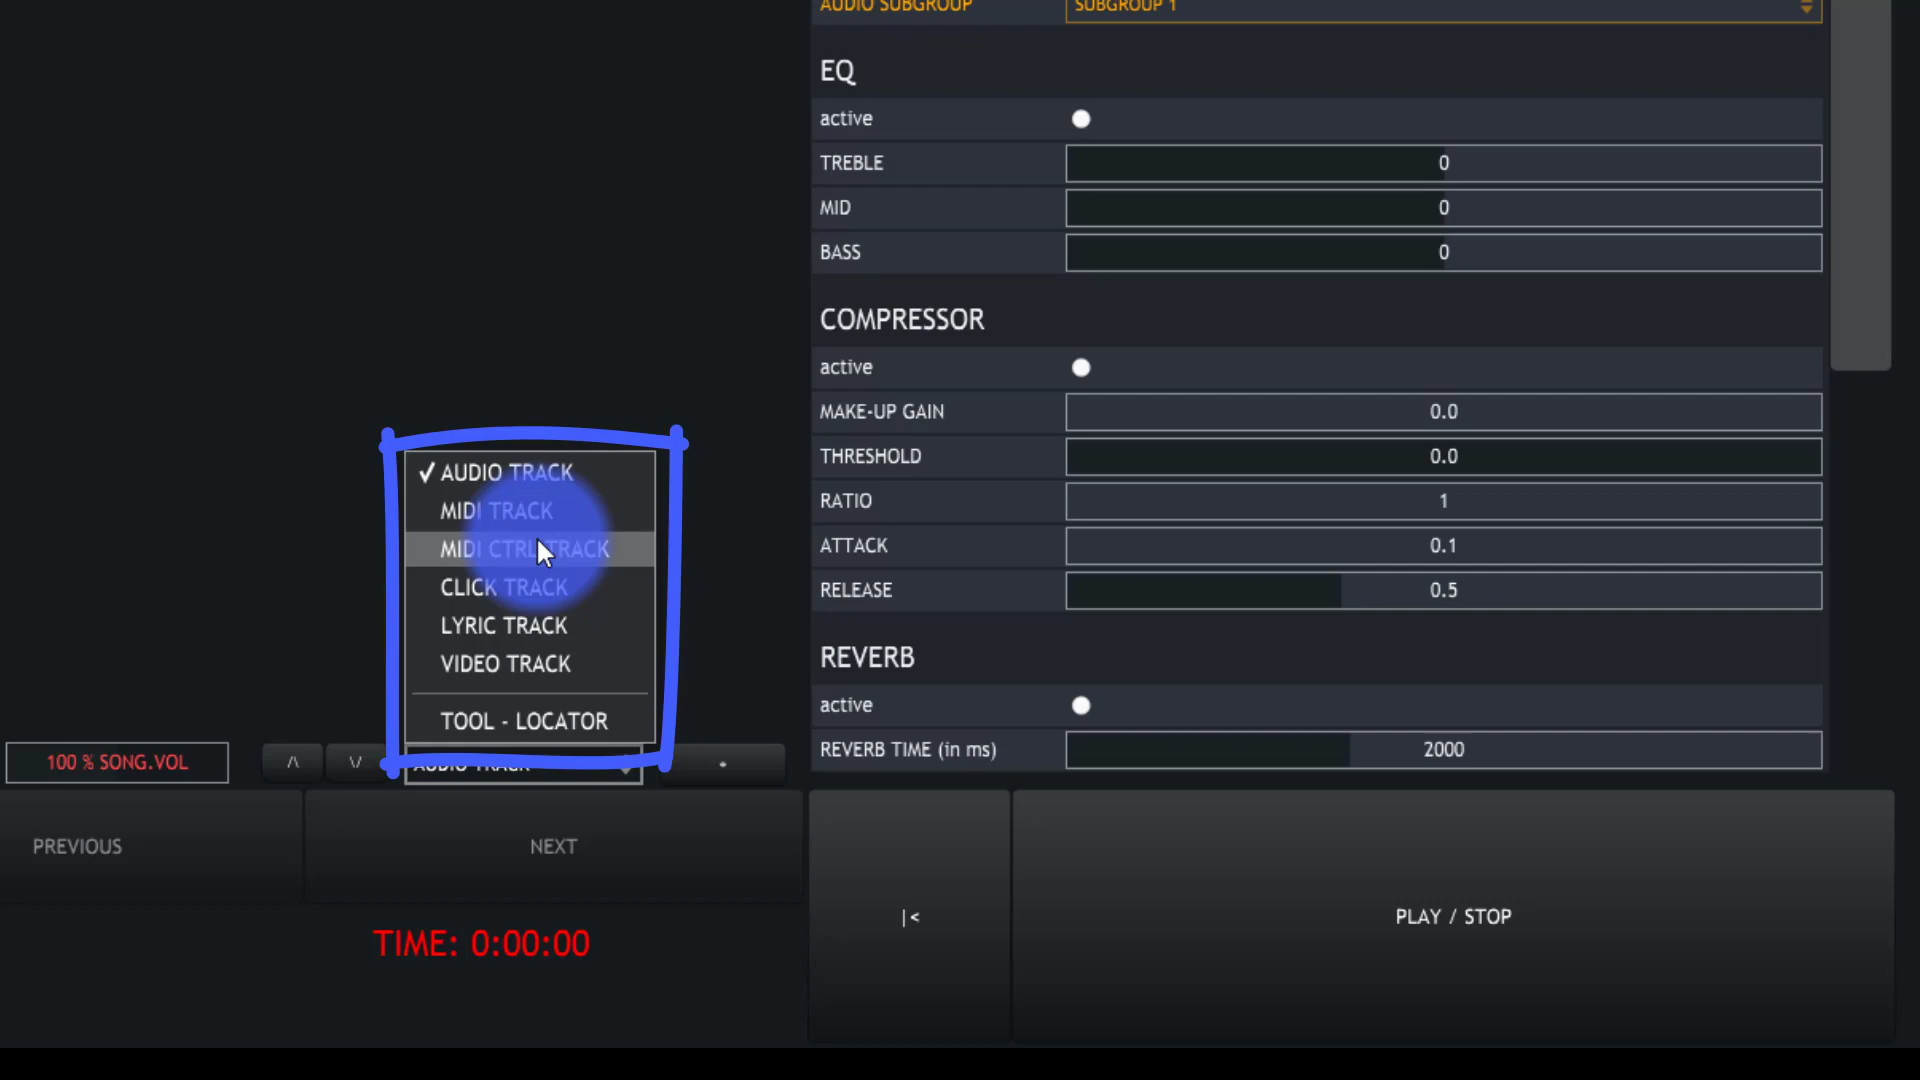 AUDIO SUBGROUP SUBGROUP 1
EQ
active
TREBLE 0
MID 0
BASS 0
COMPRESSOR
active
MAKE-UP GAIN 0.0
THRESHOLD 0.0
RATIO 1
ATTACK 0.1
RELEASE 0.5
REVERB
active
REVERB TIME (in ms) 2000
✓ AUDIO TRACK
MIDI TRACK
MIDI CTRL TRACK
CLICK TRACK
LYRIC TRACK
VIDEO TRACK
TOOL - LOCATOR
100 % SONG.VOL /\ \/ AUDIO TRACK
PREVIOUS NEXT
|< PLAY / STOP
TIME: 0:00:00